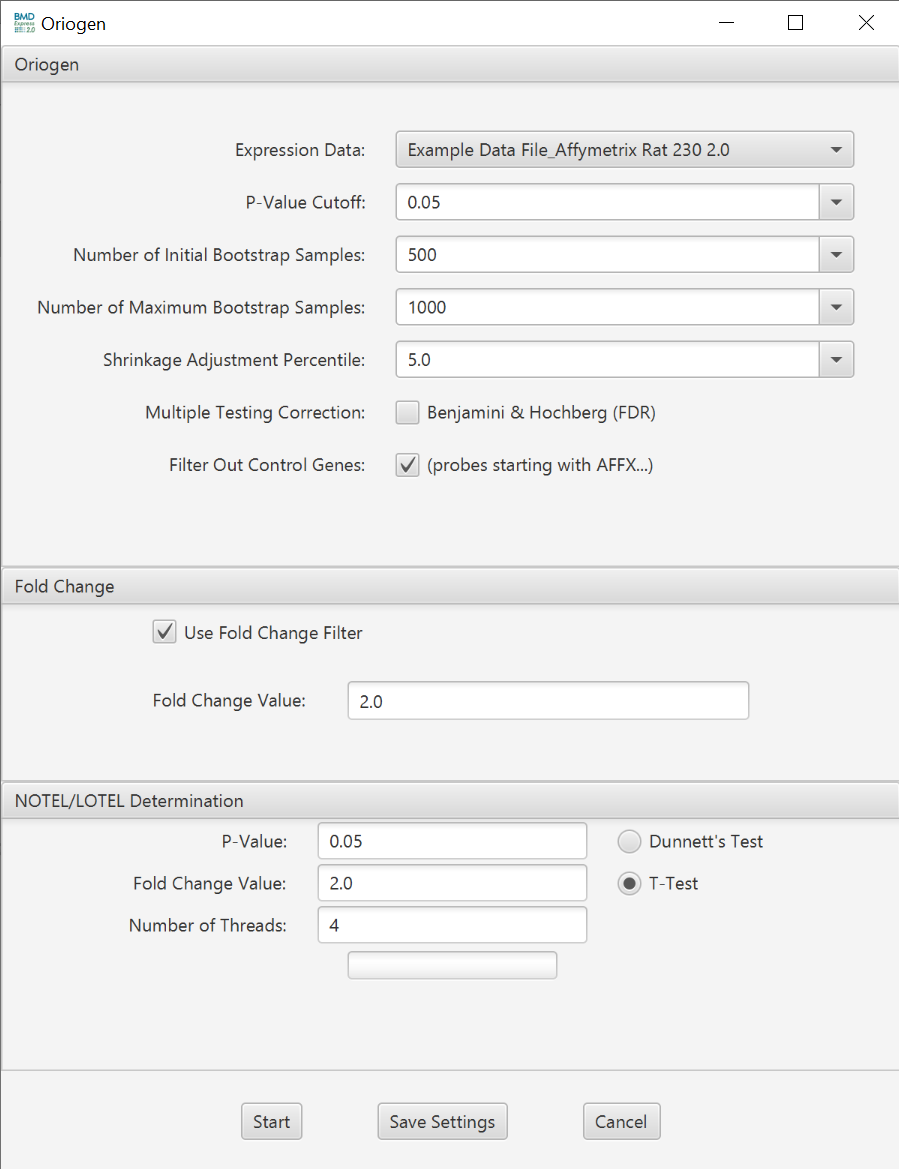 BMD
Express
2.0
Oriogen
Oriogen
Expression Data: Example Data File_Affymetrix Rat 230 2.0
P-Value Cutoff: 0.05
Number of Initial Bootstrap Samples: 500
Number of Maximum Bootstrap Samples: 1000
Shrinkage Adjustment Percentile: 5.0
Multiple Testing Correction: Benjamini & Hochberg (FDR)
Filter Out Control Genes: (probes starting with AFFX...)
Fold Change
Use Fold Change Filter
Fold Change Value: 2.0
NOTEL/LOTEL Determination
P-Value: 0.05 Dunnett's Test
Fold Change Value: 2.0 T-Test
Number of Threads: 4
Start Save Settings Cancel